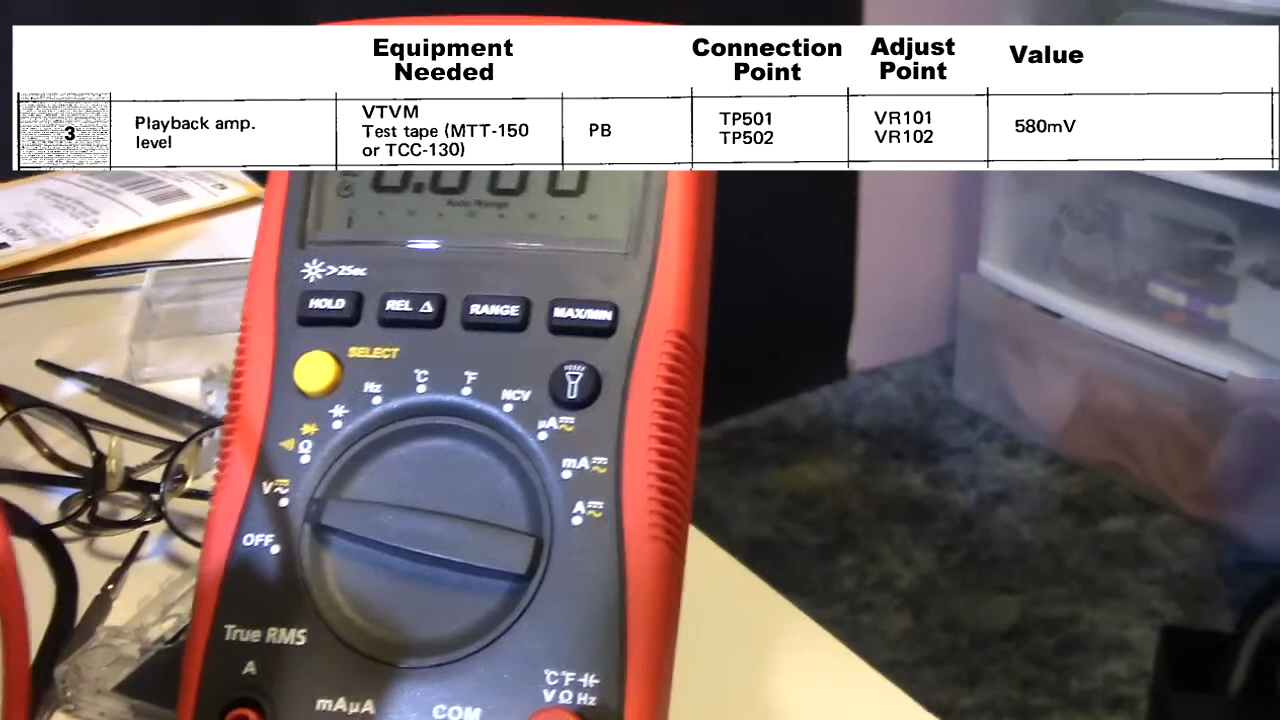 Equipment Needed
Connection Point
Adjust Point
Value
3
Playback amp. level
VTVM
Test tape (MTT-150
or TCC-130)
PB
TP501
TP502
VR101
VR102
580mV
0.000
Auto Range
>25sec
HOLD
REL Δ
RANGE
MAX/MIN
SELECT
Hz
°C
°F
NCV
µA
mA
A
Ω
V
OFF
True RMS
A
mAµA
COM
°C°F
VΩHz